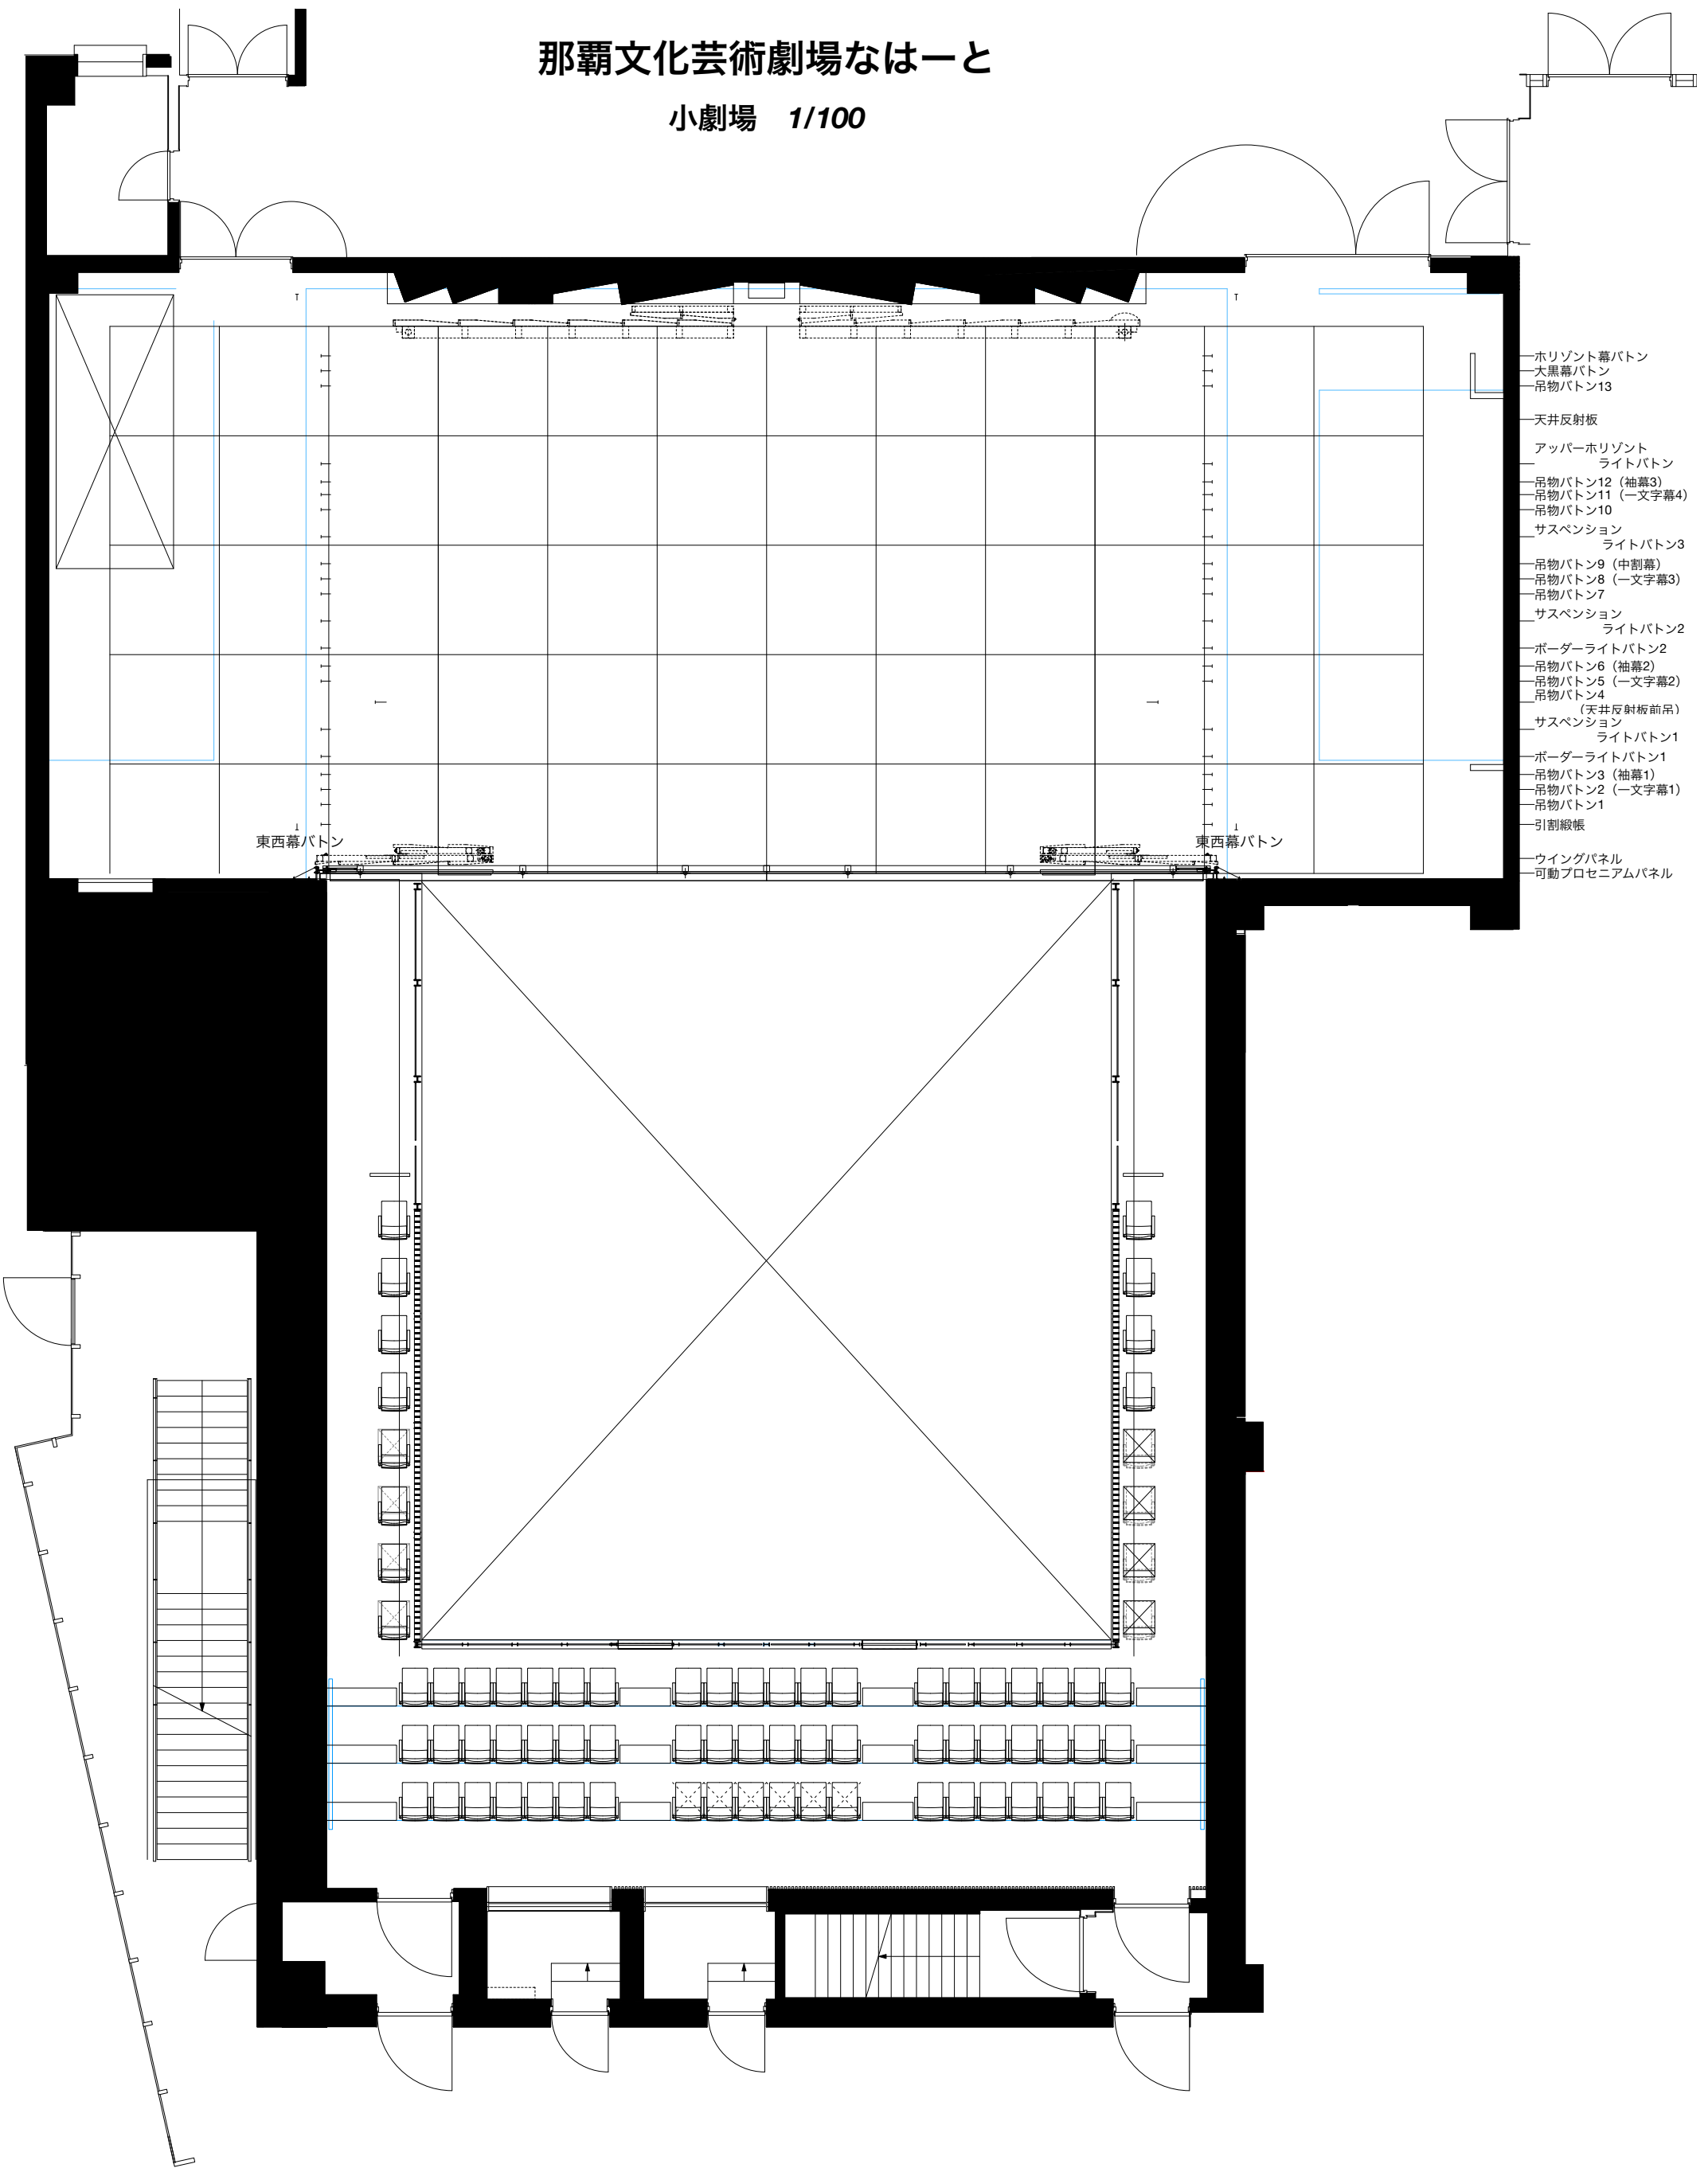 那覇文化芸術劇場なはーと
小劇場　1/100
ホリゾント幕バトン
大黒幕バトン
吊物バトン13
天井反射板
アッパーホリゾント
ライトバトン
吊物バトン12（袖幕3）
吊物バトン11（一文字幕4）
吊物バトン10
サスペンション
ライトバトン3
吊物バトン9（中割幕）
吊物バトン8（一文字幕3）
吊物バトン7
サスペンション
ライトバトン2
ボーダーライトバトン2
吊物バトン6（袖幕2）
吊物バトン5（一文字幕2）
吊物バトン4
（天井反射板前吊）
サスペンション
ライトバトン1
ボーダーライトバトン1
吊物バトン3（袖幕1）
吊物バトン2（一文字幕1）
吊物バトン1
引割緞帳
東西幕バトン
東西幕バトン
ウイングパネル
可動プロセニアムパネル